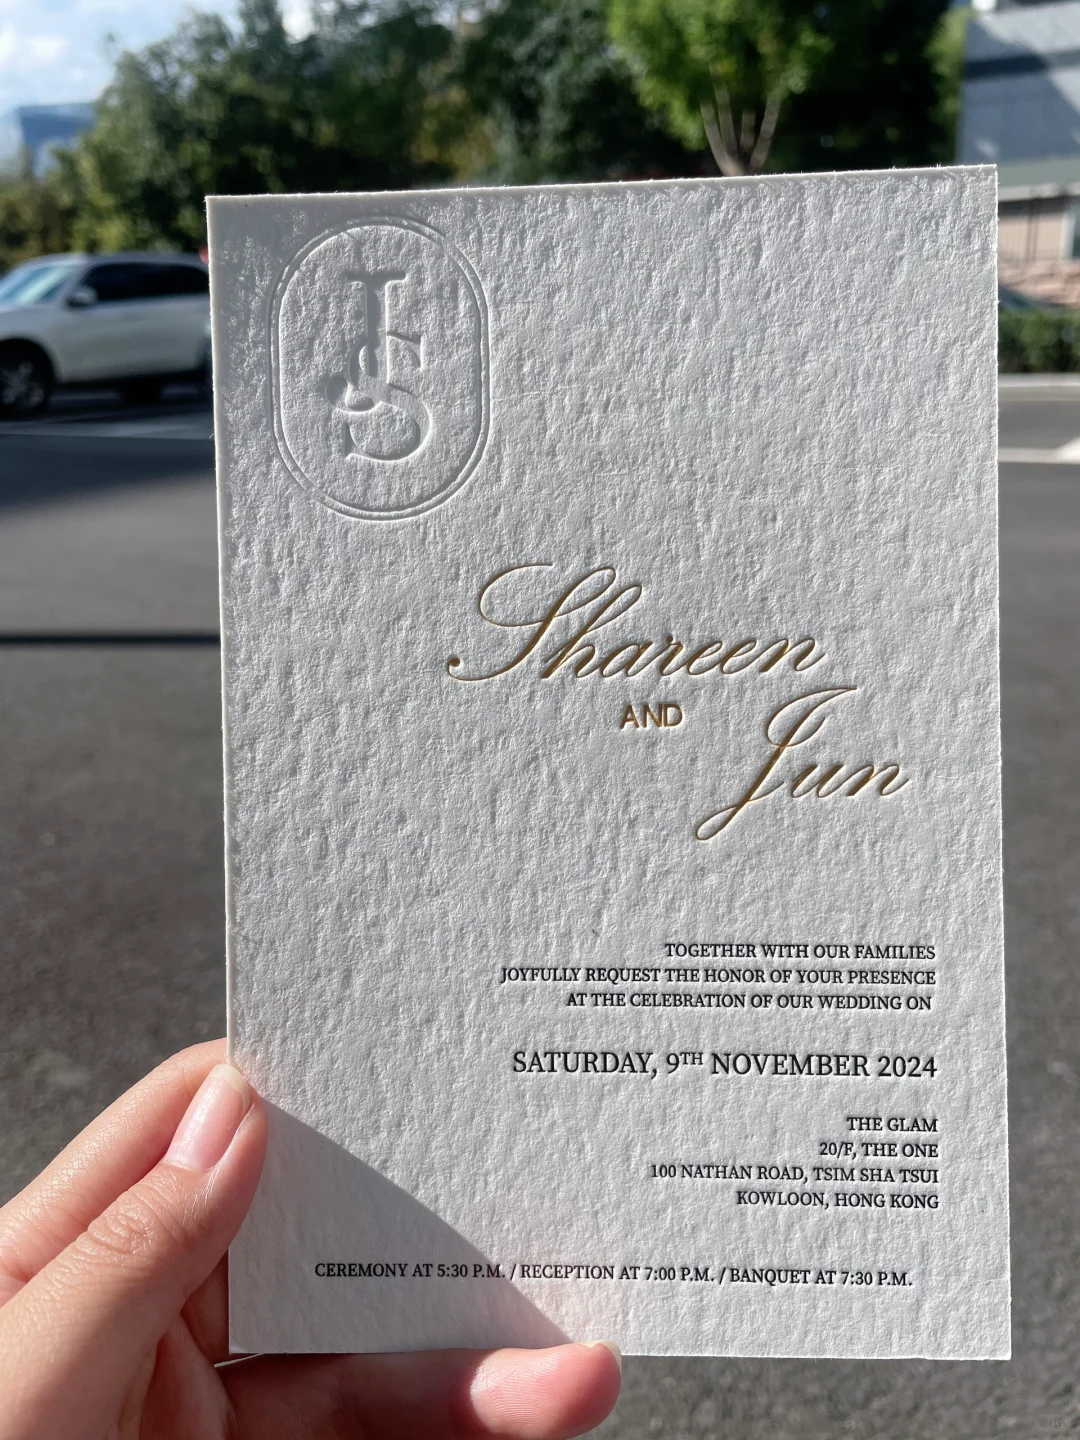 JS
Shareen
AND
Jun
TOGETHER WITH OUR FAMILIES
JOYFULLY REQUEST THE HONOR OF YOUR PRESENCE
AT THE CELEBRATION OF OUR WEDDING ON
SATURDAY, 9TH NOVEMBER 2024
THE GLAM
20/F, THE ONE
100 NATHAN ROAD, TSIM SHA TSUI
KOWLOON, HONG KONG
CEREMONY AT 5:30 P.M. / RECEPTION AT 7:00 P.M. / BANQUET AT 7:30 P.M.